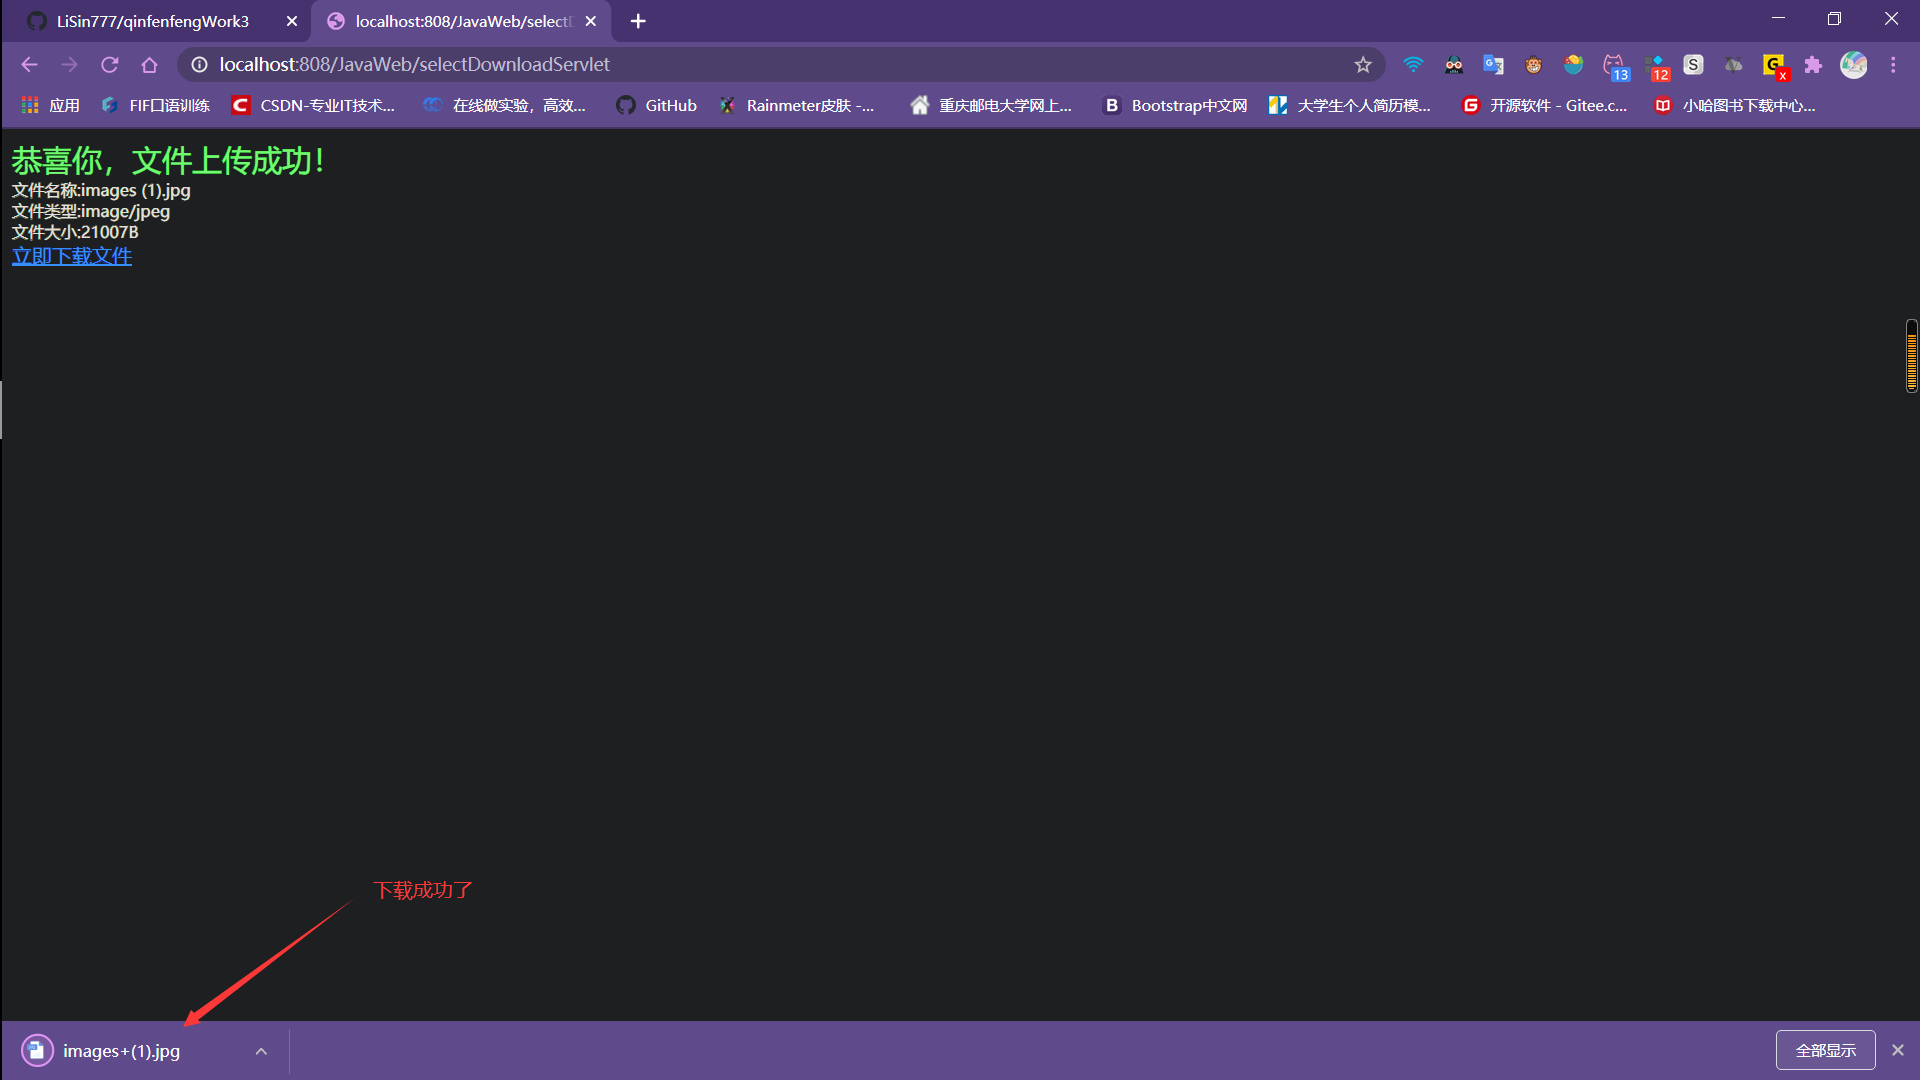 LiSin777/qinfenfengWork3
localhost:808/JavaWeb/select
localhost:808/JavaWeb/selectDownloadServlet
13
12
S
G
x
应用
FIF口语训练
CSDN-专业IT技术...
在线做实验，高效...
GitHub
Rainmeter皮肤 -...
重庆邮电大学网上...
B
Bootstrap中文网
大学生个人简历模...
G
开源软件 - Gitee.c...
小哈图书下载中心...
恭喜你，文件上传成功！
文件名称:images (1).jpg
文件类型:image/jpeg
文件大小:21007B
立即下载文件
下载成功了
images+(1).jpg
全部显示